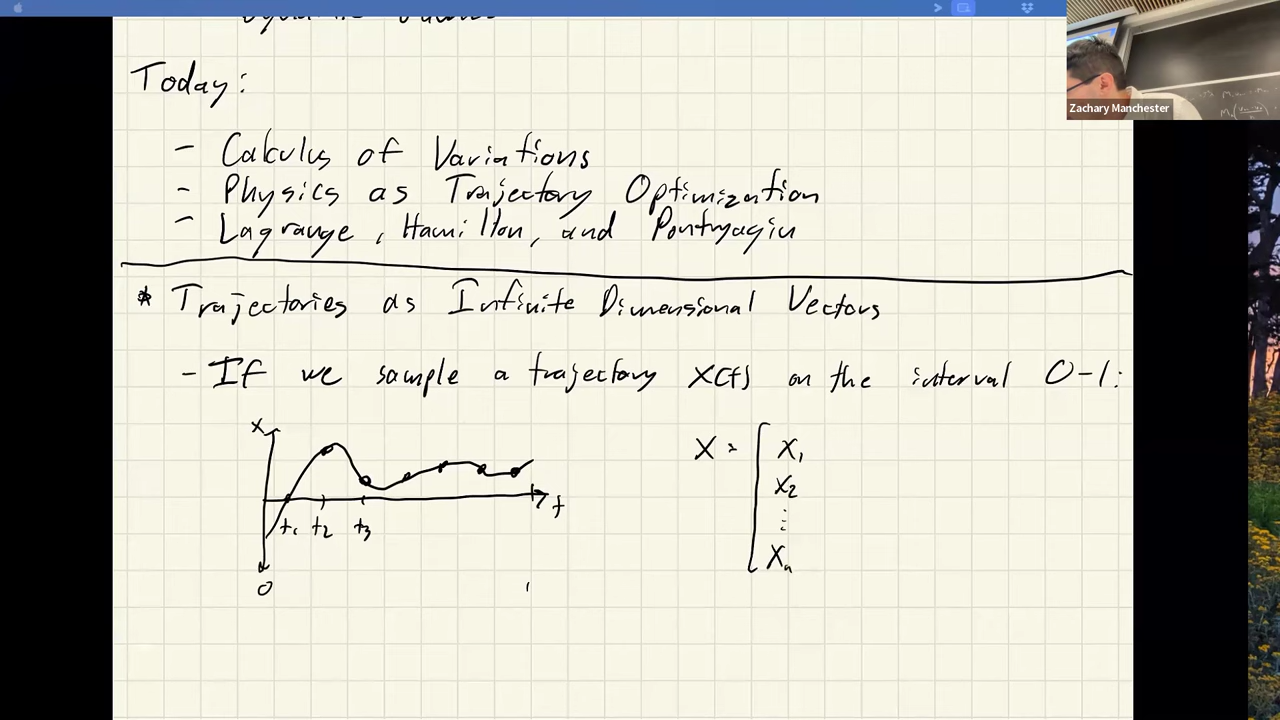 Today:
- Calculus of Variations
- Physics as Trajectory Optimization
- Lagrange, Hamilton, and Pontryagin
* Trajectories as Infinite Dimensional Vectors
- If we sample a trajectory x(t) on the interval 0-1:
x
t
t₁ t₂ t₃
0 1
X = [ X₁
X₂
⋮
Xₙ
Zachary Manchester